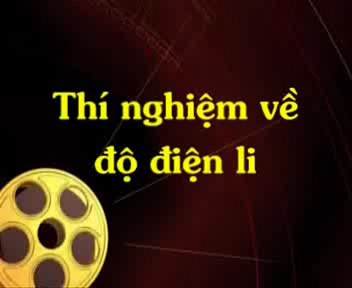 Thí nghiệm về
độ điện li